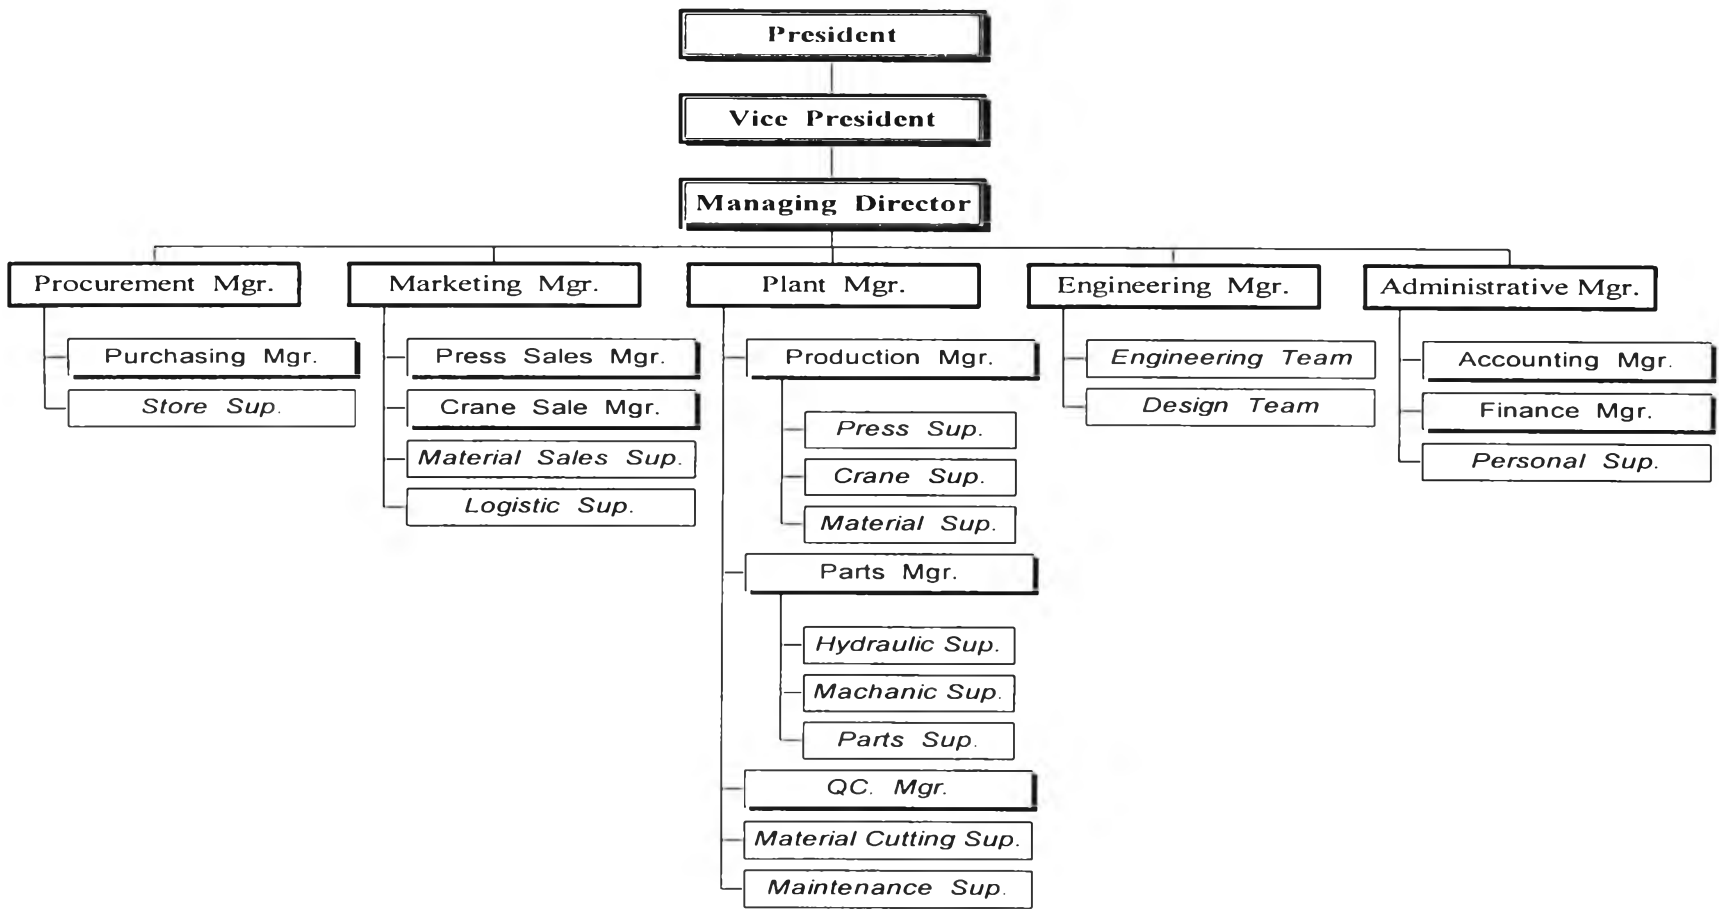 President
Vice President
Managing Director
Procurement Mgr.
Marketing Mgr.
Plant Mgr.
Engineering Mgr.
Administrative Mgr.
Purchasing Mgr.
Store Sup.
Press Sales Mgr.
Crane Sale Mgr.
Material Sales Sup.
Logistic Sup.
Production Mgr.
Press Sup.
Crane Sup.
Material Sup.
Parts Mgr.
Hydraulic Sup.
Machanic Sup.
Parts Sup.
QC. Mgr.
Material Cutting Sup.
Maintenance Sup.
Engineering Team
Design Team
Accounting Mgr.
Finance Mgr.
Personal Sup.